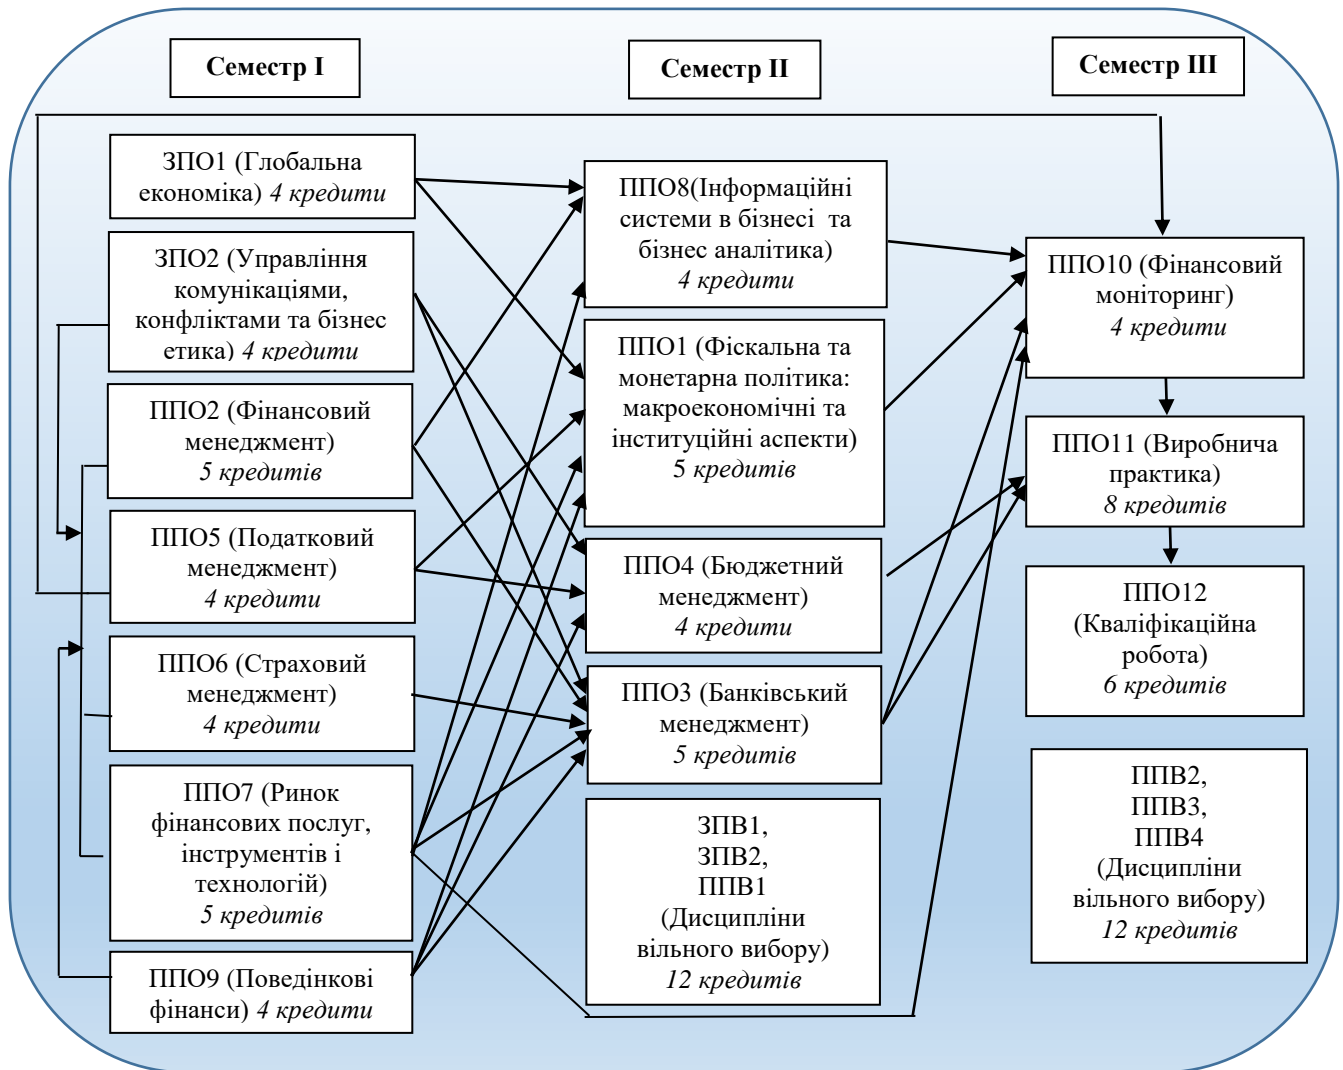 Семестр І
Семестр ІІ
Семестр ІІІ
ЗПО1 (Глобальна
економіка) 4 кредити
ЗПО2 (Управління
комунікаціями,
конфліктами та бізнес
етика) 4 кредити
ППО2 (Фінансовий
менеджмент)
5 кредитів
ППО5 (Податковий
менеджмент)
4 кредити
ППО6 (Страховий
менеджмент)
4 кредити
ППО7 (Ринок
фінансових послуг,
інструментів і
технологій)
5 кредитів
ППО9 (Поведінкові
фінанси) 4 кредити
ППО8(Інформаційні
системи в бізнесі та
бізнес аналітика)
4 кредити
ППО1 (Фіскальна та
монетарна політика:
макроекономічні та
інституційні аспекти)
5 кредитів
ППО4 (Бюджетний
менеджмент)
4 кредити
ППО3 (Банківський
менеджмент)
5 кредитів
ЗПВ1,
ЗПВ2,
ППВ1
(Дисципліни
вільного вибору)
12 кредитів
ППО10 (Фінансовий
моніторинг)
4 кредити
ППО11 (Виробнича
практика)
8 кредитів
ППО12
(Кваліфікаційна
робота)
6 кредитів
ППВ2,
ППВ3,
ППВ4
(Дисципліни
вільного вибору)
12 кредитів